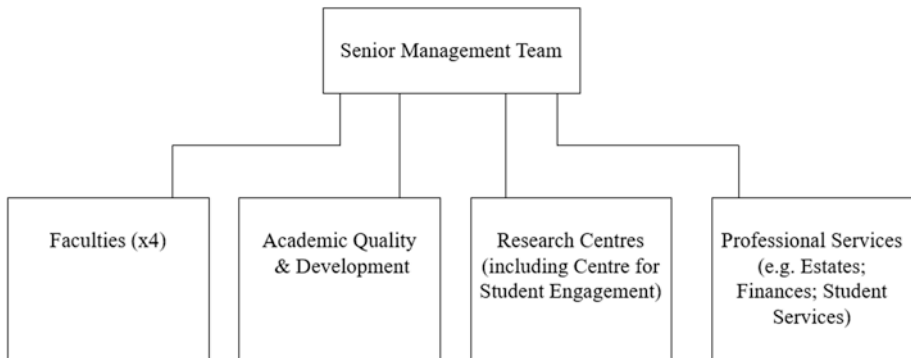 Senior Management Team
Faculties (x4)
Academic Quality
& Development
Research Centres
(including Centre for
Student Engagement)
Professional Services
(e.g. Estates;
Finances; Student
Services)